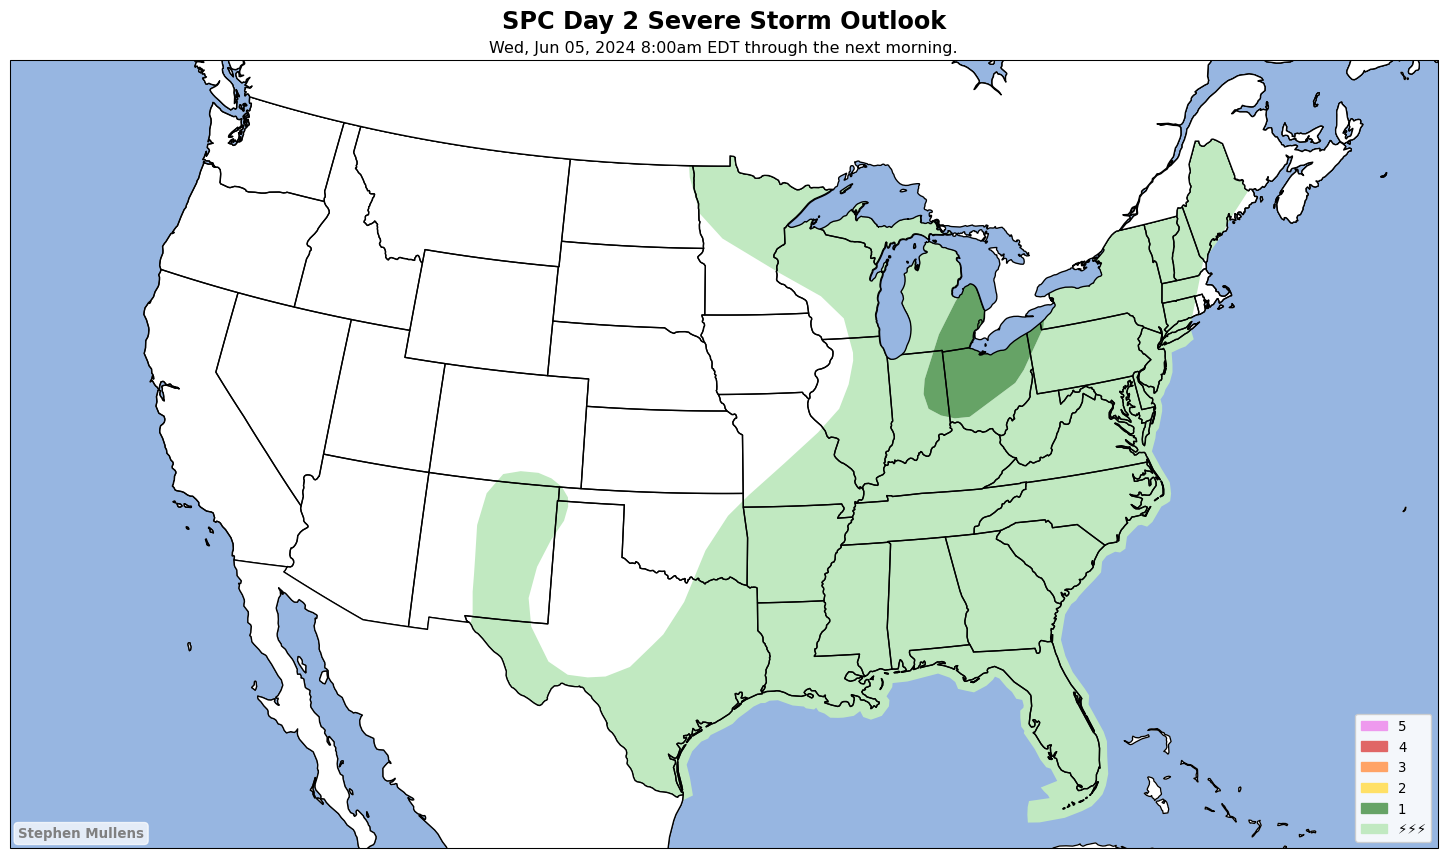 SPC Day 2 Severe Storm Outlook
Wed, Jun 05, 2024 8:00am EDT through the next morning.
5
4
3
2
1
⚡⚡⚡
Stephen Mullens